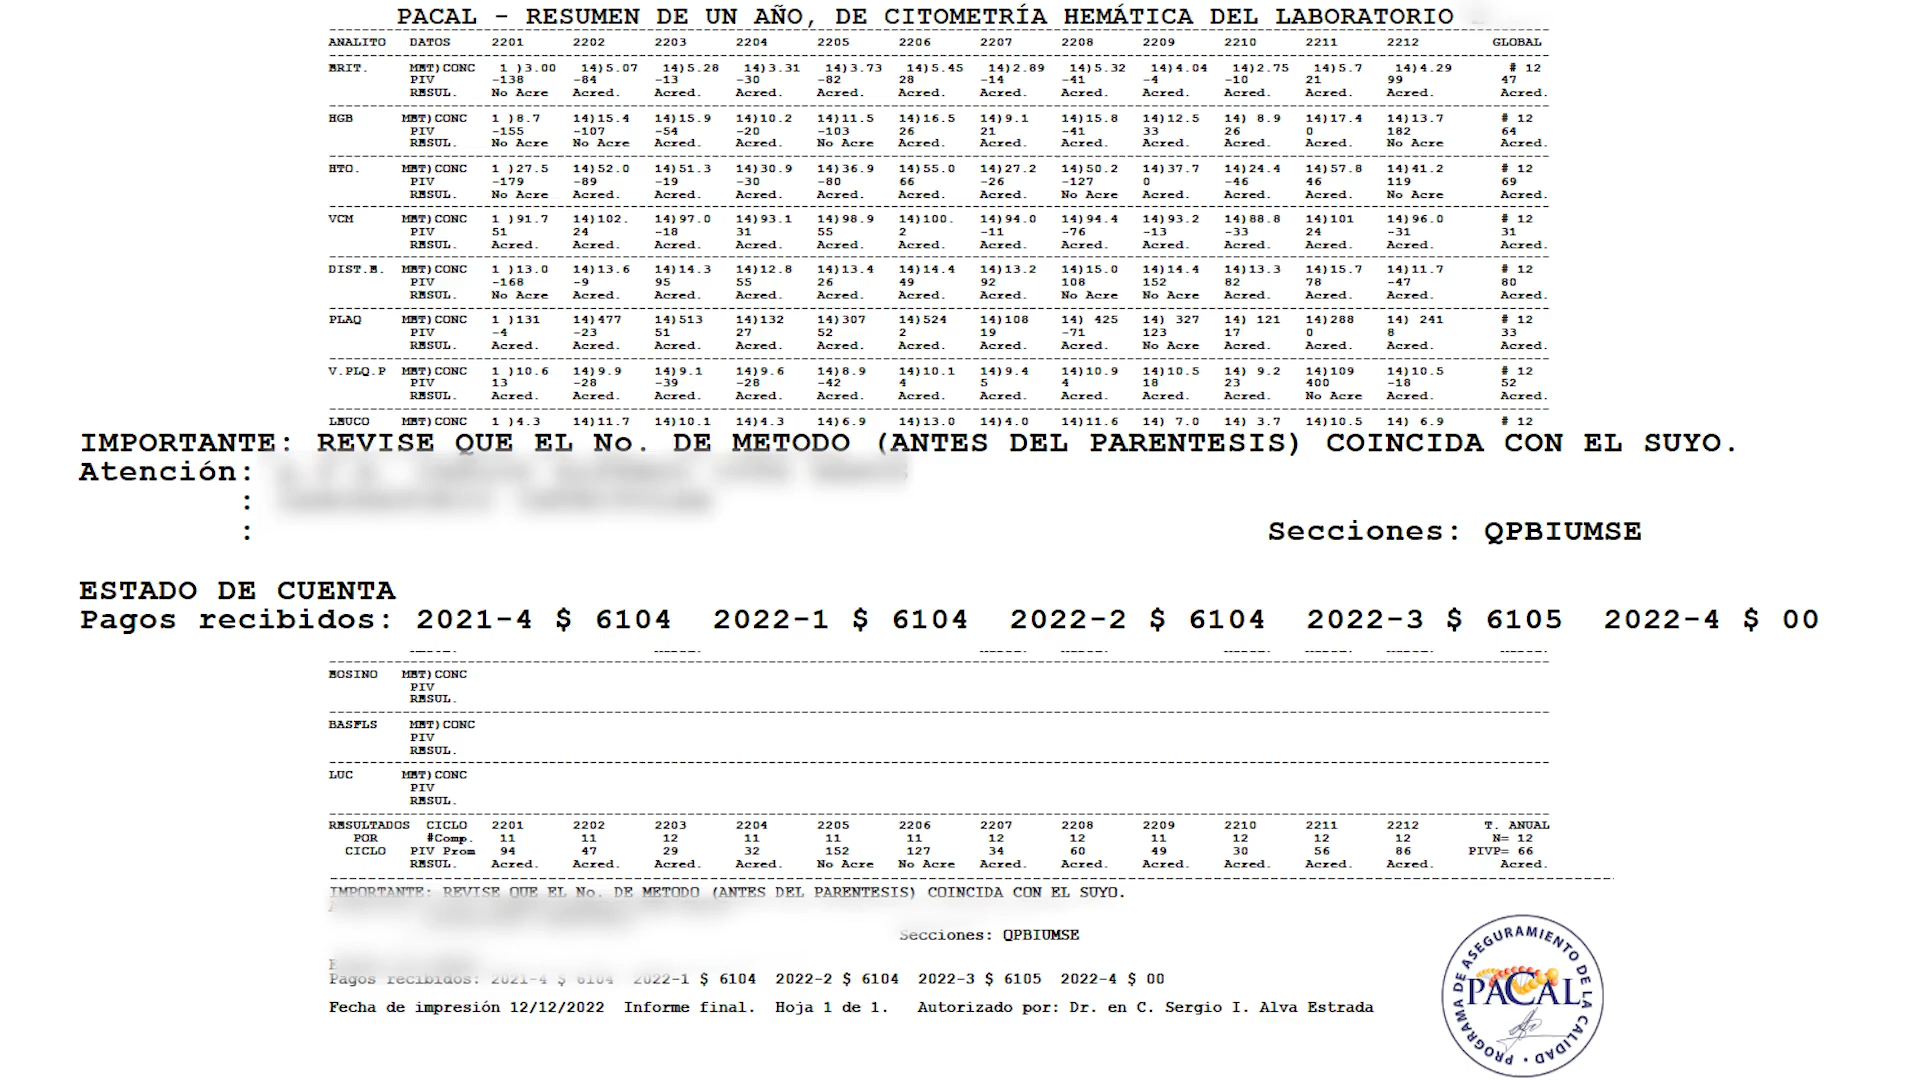 PACAL - RESUMEN DE UN AÑO, DE CITOMETRÍA HEMÁTICA DEL LABORATORIO
ANALITO DATOS 2201 2202 2203 2204 2205 2206 2207 2208 2209 2210 2211 2212 GLOBAL
ERIT. MET)CONC 1 )3.00 14)5.07 14)5.28 14)3.31 14)3.73 14)5.45 14)2.89 14)5.32 14)4.04 14)2.75 14)5.7 14)4.29 # 12
PIV -138 -84 -13 -30 -82 28 -14 -41 -4 -10 21 99 47
RESUL. No Acre Acred. Acred. Acred. Acred. Acred. Acred. Acred. Acred. Acred. Acred. Acred. Acred.
HGB MET)CONC 1 )8.7 14)15.4 14)15.9 14)10.2 14)11.5 14)16.5 14)9.1 14)15.8 14)12.5 14) 8.9 14)17.4 14)13.7 # 12
PIV -155 -107 -54 -20 -103 26 21 -41 33 26 0 182 64
RESUL. No Acre No Acre Acred. Acred. No Acre Acred. Acred. Acred. Acred. Acred. Acred. No Acre Acred.
HTO. MET)CONC 1 )27.5 14)52.0 14)51.3 14)30.9 14)36.9 14)55.0 14)27.2 14)50.2 14)37.7 14)24.4 14)57.8 14)41.2 # 12
PIV -179 -89 -19 -30 -80 66 -26 -127 0 -46 46 119 69
RESUL. No Acre Acred. Acred. Acred. Acred. Acred. Acred. No Acre Acred. Acred. Acred. No Acre Acred.
VCM MET)CONC 1 )91.7 14)102. 14)97.0 14)93.1 14)98.9 14)100. 14)94.0 14)94.4 14)93.2 14)88.8 14)101 14)96.0 # 12
PIV 51 24 -18 31 55 2 -11 -76 -13 -33 24 -31 31
RESUL. Acred. Acred. Acred. Acred. Acred. Acred. Acred. Acred. Acred. Acred. Acred. Acred. Acred.
DIST.E. MET)CONC 1 )13.0 14)13.6 14)14.3 14)12.8 14)13.4 14)14.4 14)13.2 14)15.0 14)14.4 14)13.3 14)15.7 14)11.7 # 12
PIV -168 -9 95 55 26 49 92 108 152 82 78 -47 80
RESUL. No Acre Acred. Acred. Acred. Acred. Acred. Acred. No Acre No Acre Acred. Acred. Acred. Acred.
PLAQ MET)CONC 1 )131 14)477 14)513 14)132 14)307 14)524 14)108 14) 425 14) 327 14) 121 14)288 14) 241 # 12
PIV -4 -23 51 27 52 2 19 -71 123 17 0 8 33
RESUL. Acred. Acred. Acred. Acred. Acred. Acred. Acred. Acred. No Acre Acred. Acred. Acred. Acred.
V.PLQ.P MET)CONC 1 )10.6 14)9.9 14)9.1 14)9.6 14)8.9 14)10.1 14)9.4 14)10.9 14)10.5 14) 9.2 14)109 14)10.5 # 12
PIV 13 -28 -39 -28 -42 4 5 4 18 23 400 -18 52
RESUL. Acred. Acred. Acred. Acred. Acred. Acred. Acred. Acred. Acred. Acred. No Acre Acred. Acred.
LEUCO MET)CONC 1 )4.3 14)11.7 14)10.1 14)4.3 14)6.9 14)13.0 14)4.0 14)11.6 14) 7.0 14) 3.7 14)10.5 14) 6.9 # 12
IMPORTANTE: REVISE QUE EL No. DE METODO (ANTES DEL PARENTESIS) COINCIDA CON EL SUYO.
Atención:
:
: Secciones: QPBIUMSE
ESTADO DE CUENTA
Pagos recibidos: 2021-4 $ 6104 2022-1 $ 6104 2022-2 $ 6104 2022-3 $ 6105 2022-4 $ 00
EOSINO MET)CONC
PIV
RESUL.
BASFLS MET)CONC
PIV
RESUL.
LUC MET)CONC
PIV
RESUL.
RESULTADOS CICLO 2201 2202 2203 2204 2205 2206 2207 2208 2209 2210 2211 2212 T. ANUAL
POR #Comp. 11 11 12 11 11 11 12 12 11 12 12 12 N= 12
CICLO PIV Prom 94 47 29 32 152 127 34 60 49 30 56 86 PIVP= 66
RESUL. Acred. Acred. Acred. Acred. No Acre No Acre Acred. Acred. Acred. Acred. Acred. Acred. Acred.
IMPORTANTE: REVISE QUE EL No. DE METODO (ANTES DEL PARENTESIS) COINCIDA CON EL SUYO.
Secciones: QPBIUMSE
Pagos recibidos: 2021-4 $ 6104 2022-1 $ 6104 2022-2 $ 6104 2022-3 $ 6105 2022-4 $ 00
Fecha de impresión 12/12/2022 Informe final. Hoja 1 de 1. Autorizado por: Dr. en C. Sergio I. Alva Estrada
PROGRAMA DE ASEGURAMIENTO DE LA CALIDAD
PACAL